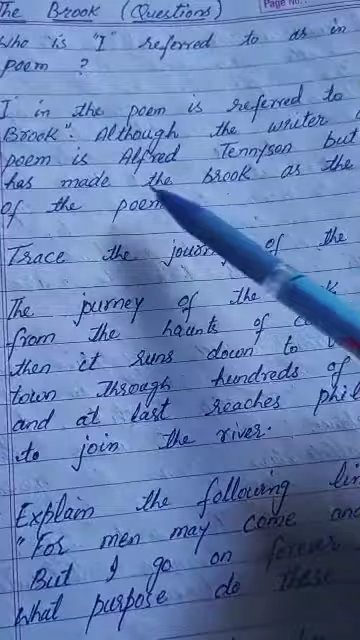 The Brook (Questions)
Page No.
Who is "I" referred to as in
poem ?
I in the poem is referred to
Brook". Although the writer
poem is Alfred Tennyson but
has made the brook as the
of the poem
Trace the of the
The journey of the
from the haunts of
then it runs down to
town through hundreds of
and at last reaches
to join the river.
Explain the following
"For men may come and
But I go on forever
What purpose do these